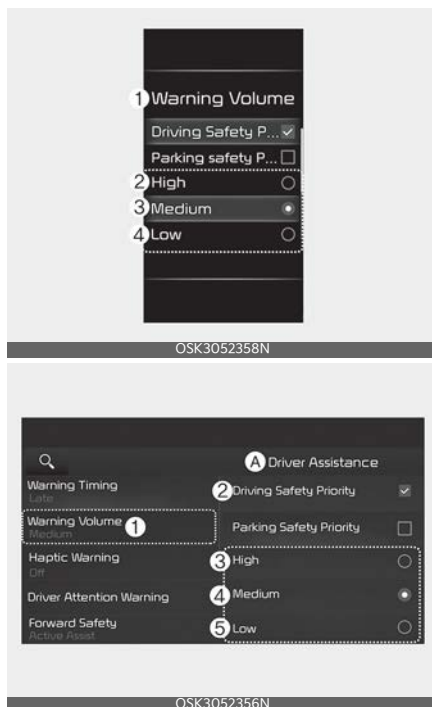 1 Warning Volume
Driving Safety P...
Parking safety P...
2 High
3 Medium
4 Low
OSK3052358N
A Driver Assistance
Warning Timing
Late
2 Driving Safety Priority
Warning Volume 1
Medium
Parking Safety Priority
Haptic Warning
Off
3 High
Driver Attention Warning
4 Medium
Forward Safety
Active Assist
5 Low
OSK3052356N